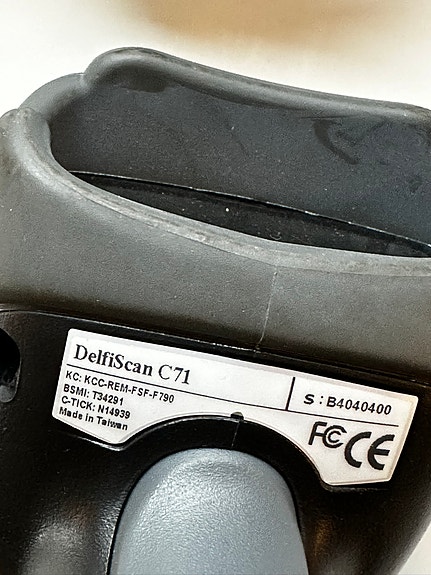 DelfiScan C71
KC: KCC-REM-FSF-F790
BSMI: T34291
C-TICK: N14939
Made in Taiwan
S : B4040400
FC CE